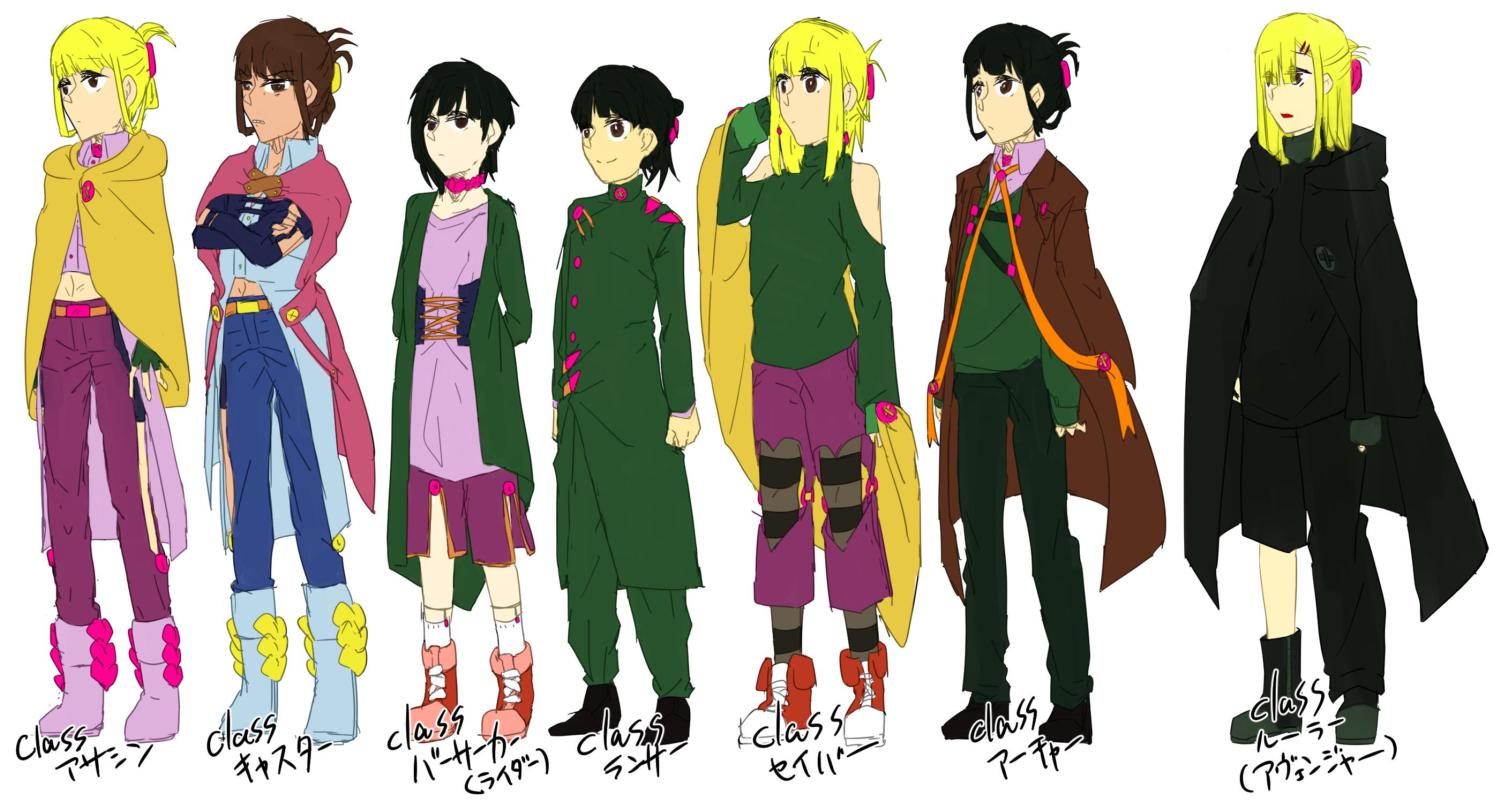 class
アサシン
class
キャスター
class
バーサーカー
(ライダー)
class
ランサー
class
セイバー
class
アーチャー
class
ルーラー
(アヴェンジャー)